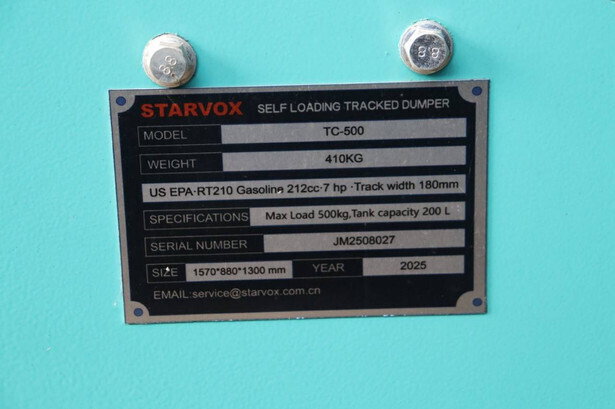 8.8
8.8
STARVOX SELF LOADING TRACKED DUMPER
MODEL TC-500
WEIGHT 410KG
US EPA·RT210 Gasoline 212cc·7 hp ·Track width 180mm
SPECIFICATIONS Max Load 500kg,Tank capacity 200 L
SERIAL NUMBER JM2508027
SIZE 1570*880*1300 mm YEAR 2025
EMAIL:service@starvox.com.cn